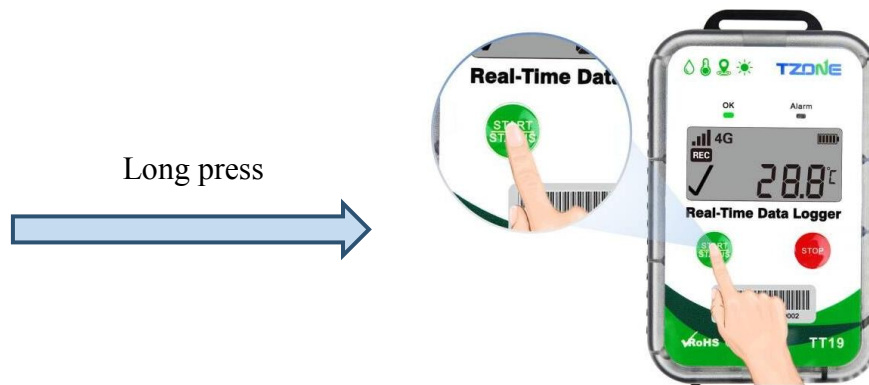 Long press
Real-Time Dat
START
STATUS
TZONE
OK
Alarm
4G
REC
28.8℃
Real-Time Data Logger
START
STATUS
STOP
RoHS
TT19